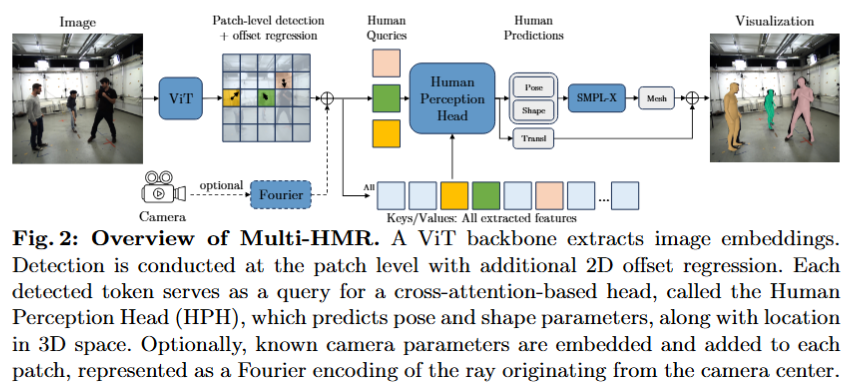 Image
Patch-level detection
+ offset regression
Human
Queries
Human
Predictions
Visualization
ViT
Human
Perception
Head
Pose
Shape
Transl
SMPL-X
Mesh
optional
Fourier
Camera
All
...
Keys/Values: All extracted features
Fig. 2: Overview of Multi-HMR. A ViT backbone extracts image embeddings.
Detection is conducted at the patch level with additional 2D offset regression. Each
detected token serves as a query for a cross-attention-based head, called the Human
Perception Head (HPH), which predicts pose and shape parameters, along with location
in 3D space. Optionally, known camera parameters are embedded and added to each
patch, represented as a Fourier encoding of the ray originating from the camera center.